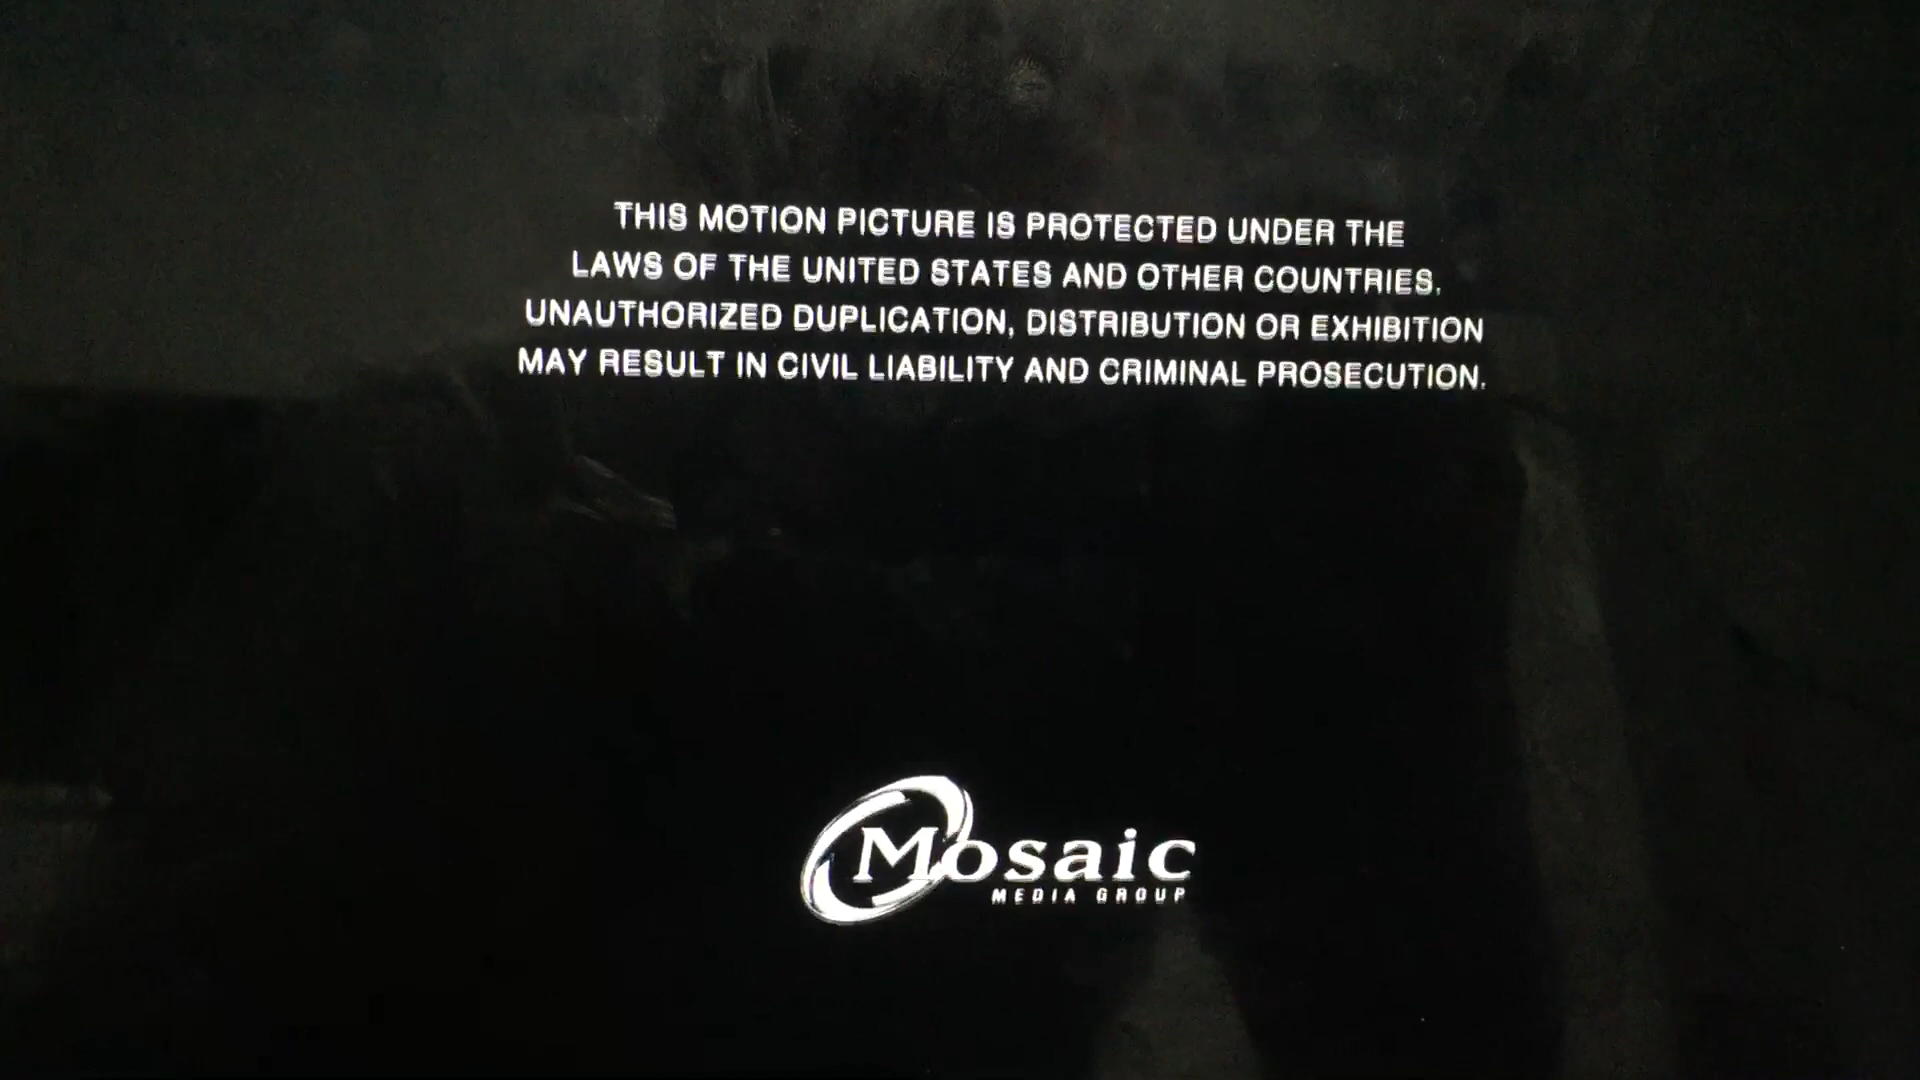 THIS MOTION PICTURE IS PROTECTED UNDER THE
LAWS OF THE UNITED STATES AND OTHER COUNTRIES.
UNAUTHORIZED DUPLICATION, DISTRIBUTION OR EXHIBITION
MAY RESULT IN CIVIL LIABILITY AND CRIMINAL PROSECUTION.
Mosaic
MEDIA GROUP